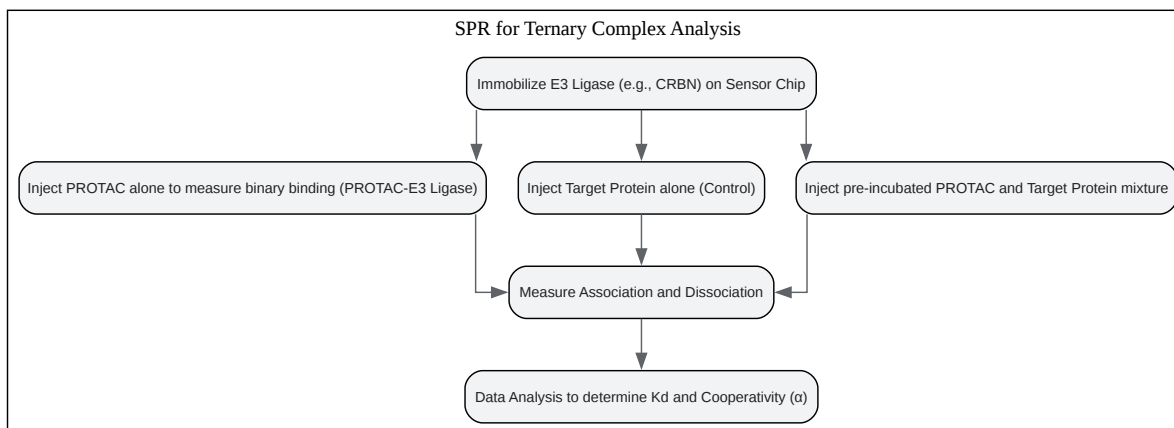 SPR for Ternary Complex Analysis
Immobilize E3 Ligase (e.g., CRBN) on Sensor Chip
Inject PROTAC alone to measure binary binding (PROTAC-E3 Ligase)
Inject Target Protein alone (Control)
Inject pre-incubated PROTAC and Target Protein mixture
Measure Association and Dissociation
Data Analysis to determine Kd and Cooperativity (α)